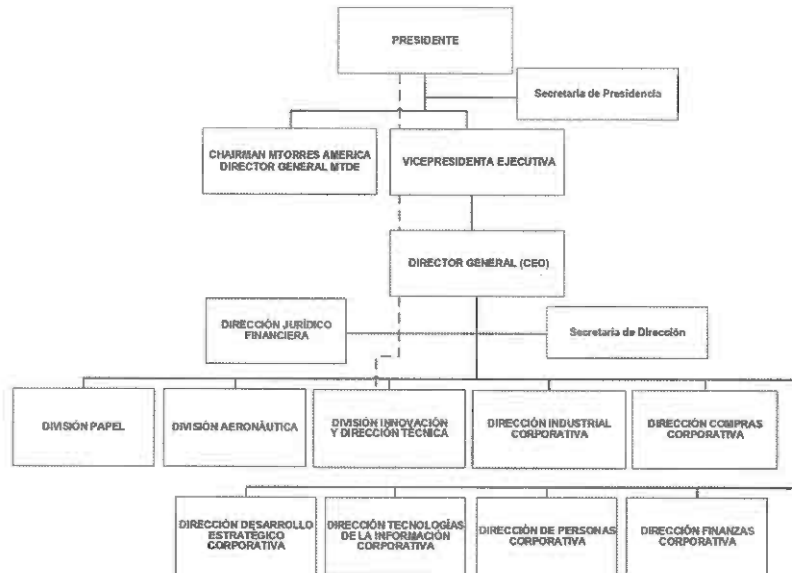 PRESIDENTE
Secretaria de Presidencia
CHAIRMAN MTORRES AMERICA
DIRECTOR GENERAL MTDE
VICEPRESIDENTA EJECUTIVA
DIRECTOR GENERAL (CEO)
DIRECCIÓN JURÍDICO
FINANCIERA
Secretaria de Dirección
DIVISIÓN PAPEL
DIVISIÓN AERONÁUTICA
DIVISIÓN INNOVACIÓN
Y DIRECCIÓN TÉCNICA
DIRECCIÓN INDUSTRIAL
CORPORATIVA
DIRECCIÓN COMPRAS
CORPORATIVA
DIRECCIÓN DESARROLLO
ESTRATÉGICO
CORPORATIVA
DIRECCIÓN TECNOLOGÍAS
DE LA INFORMACIÓN
CORPORATIVA
DIRECCIÓN DE PERSONAS
CORPORATIVA
DIRECCIÓN FINANZAS
CORPORATIVA